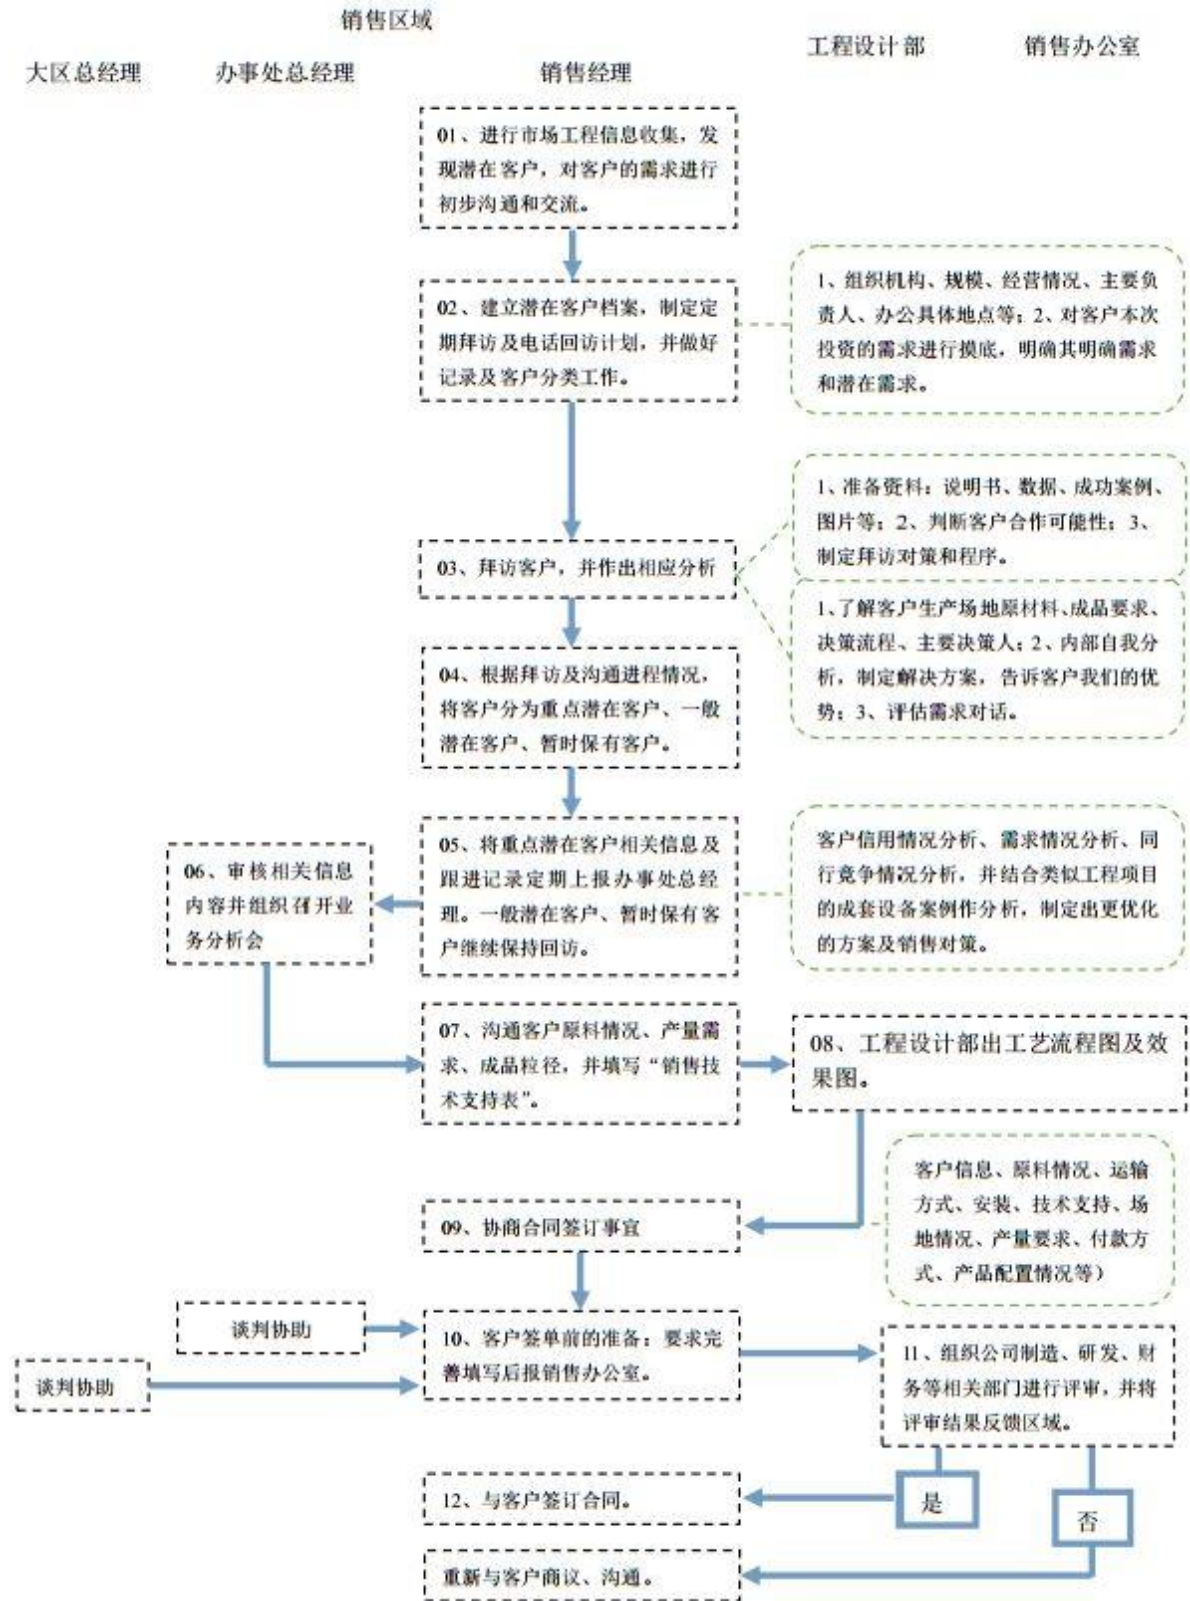 销售区域
工程设计部
销售办公室
大区总经理
办事处总经理
销售经理
01、进行市场工程信息收集，发
现潜在客户，对客户的需求进行
初步沟通和交流。
02、建立潜在客户档案，制定定
期拜访及电话回访计划，并做好
记录及客户分类工作。
1、组织机构、规模、经营情况、主要负
责人、办公具体地点等；2、对客户本次
投资的需求进行摸底，明确其明确需求
和潜在需求。
1、准备资料：说明书、数据、成功案例、
图片等；2、判断客户合作可能性；3、
制定拜访对策和程序。
03、拜访客户，并作出相应分析
1、了解客户生产场地原材料、成品要求、
决策流程、主要决策人；2、内部自我分
析，制定解决方案，告诉客户我们的优
势；3、评估需求对话。
04、根据拜访及沟通进程情况，
将客户分为重点潜在客户、一般
潜在客户、暂时保有客户。
05、将重点潜在客户相关信息及
跟进记录定期上报办事处总经
理。一般潜在客户、暂时保有客
户继续保持回访。
客户信用情况分析、需求情况分析、同
行竞争情况分析，并结合类似工程项目
的成套设备案例作分析，制定出更优化
的方案及销售对策。
06、审核相关信息
内容并组织召开业
务分析会
07、沟通客户原料情况、产量需
求、成品粒径，并填写“销售技
术支持表”。
08、工程设计部出工艺流程图及效
果图。
客户信息、原料情况、运输
方式、安装、技术支持、场
地情况、产量要求、付款方
式、产品配置情况等）
09、协商合同签订事宜
谈判协助
10、客户签单前的准备：要求完
善填写后报销售办公室。
谈判协助
11、组织公司制造、研发、财
务等相关部门进行评审，并将
评审结果反馈区域。
12、与客户签订合同。
是
否
重新与客户商议、沟通。